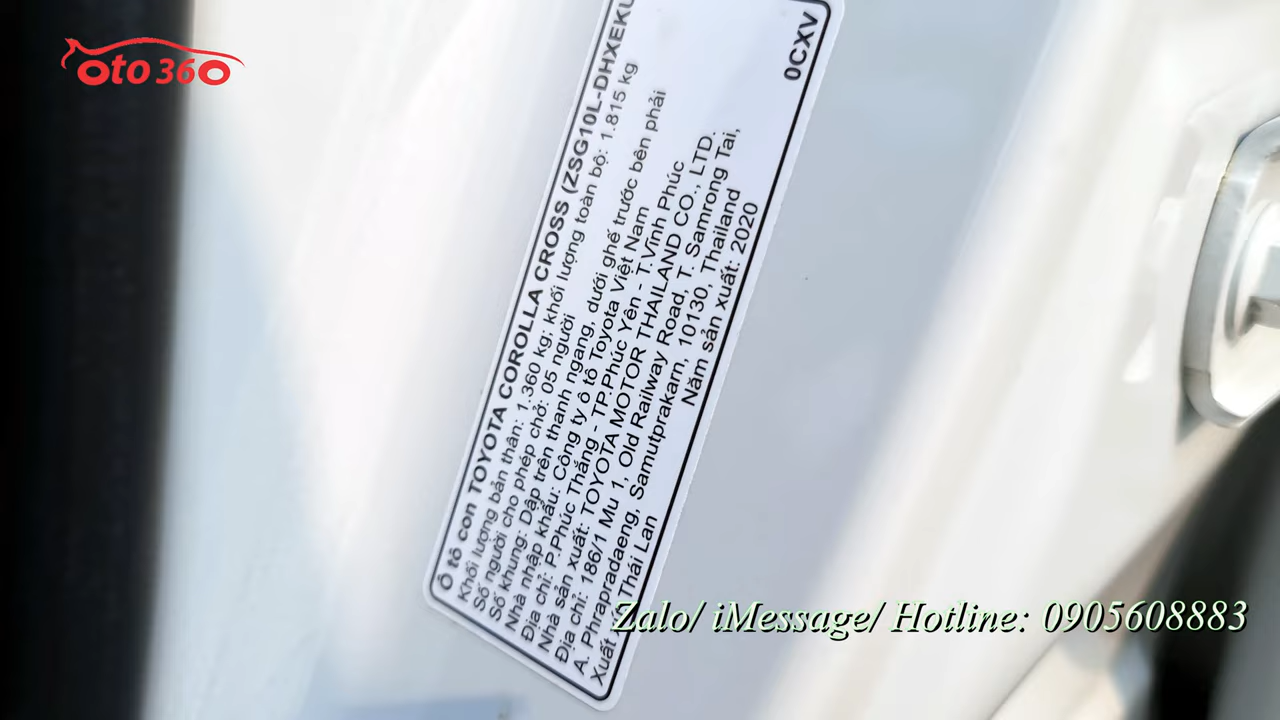 oto360
Ô tô con TOYOTA COROLLA CROSS (ZSG10L-DHXEKU
Khối lượng bản thân: 1.360 kg; khối lượng toàn bộ: 1.815 kg
Số người cho phép chở: 05 người
Số khung: Dập trên thanh ngang, dưới ghế trước bên phải
Nhà nhập khẩu: Công ty ô tô Toyota Việt Nam
Địa chỉ: P.Phúc Thắng - TP.Phúc Yên - T.Vĩnh Phúc
Nhà sản xuất: TOYOTA MOTOR THAILAND CO., LTD.
Địa chỉ: 186/1 Mu 1, Old Railway Road, T. Samrong Tai,
A. Phrapradaeng, Samutprakarn, 10130, Thailand
Xuất xứ: Thái Lan
Năm sản xuất: 2020
0CXV
Zalo/ iMessage/ Hotline: 0905608883